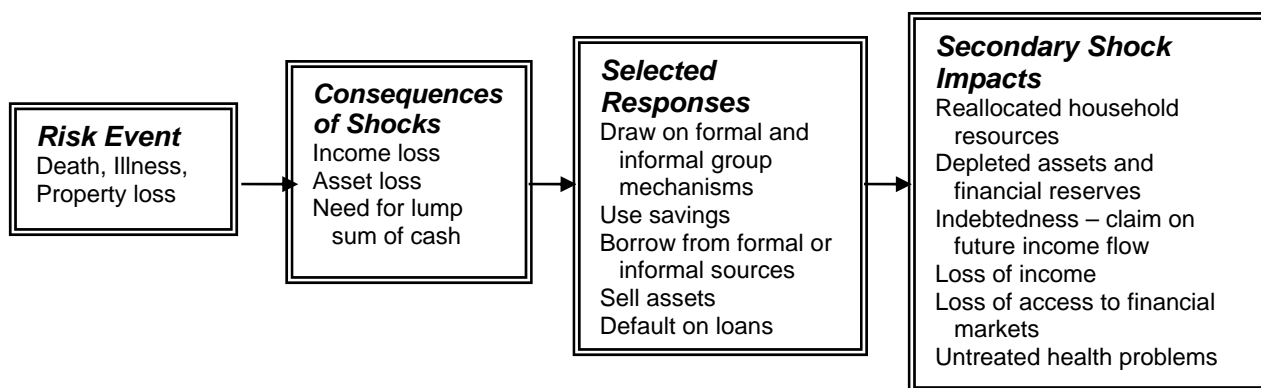 Risk Event
Death, Illness,
Property loss
Consequences
of Shocks
Income loss
Asset loss
Need for lump
sum of cash
Selected
Responses
Draw on formal and
informal group
mechanisms
Use savings
Borrow from formal or
informal sources
Sell assets
Default on loans
Secondary Shock
Impacts
Reallocated household
resources
Depleted assets and
financial reserves
Indebtedness – claim on
future income flow
Loss of income
Loss of access to financial
markets
Untreated health problems